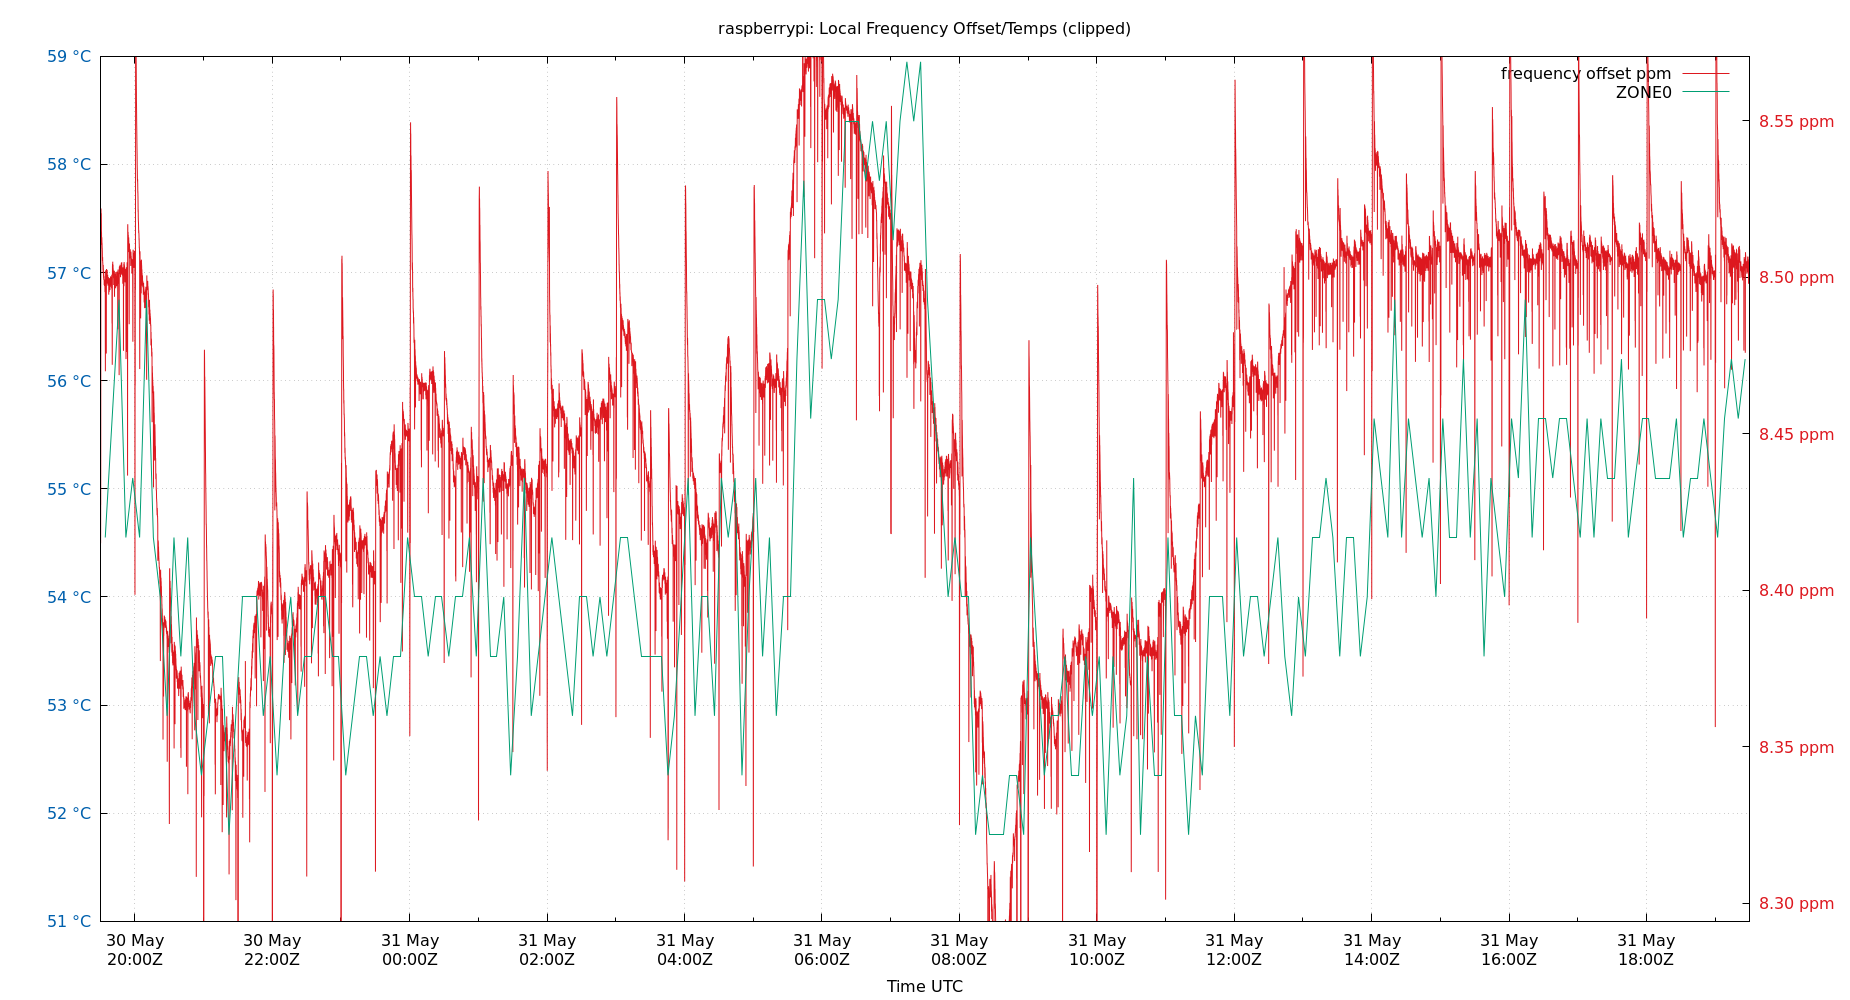 raspberrypi: Local Frequency Offset/Temps (clipped)
59 °C
58 °C
57 °C
56 °C
55 °C
54 °C
53 °C
52 °C
51 °C
frequency offset ppm
ZONE0
8.55 ppm
8.50 ppm
8.45 ppm
8.40 ppm
8.35 ppm
8.30 ppm
30 May 30 May 31 May 31 May 31 May 31 May 31 May 31 May 31 May 31 May 31 May 31 May
20:00Z 22:00Z 00:00Z 02:00Z 04:00Z 06:00Z 08:00Z 10:00Z 12:00Z 14:00Z 16:00Z 18:00Z
Time UTC